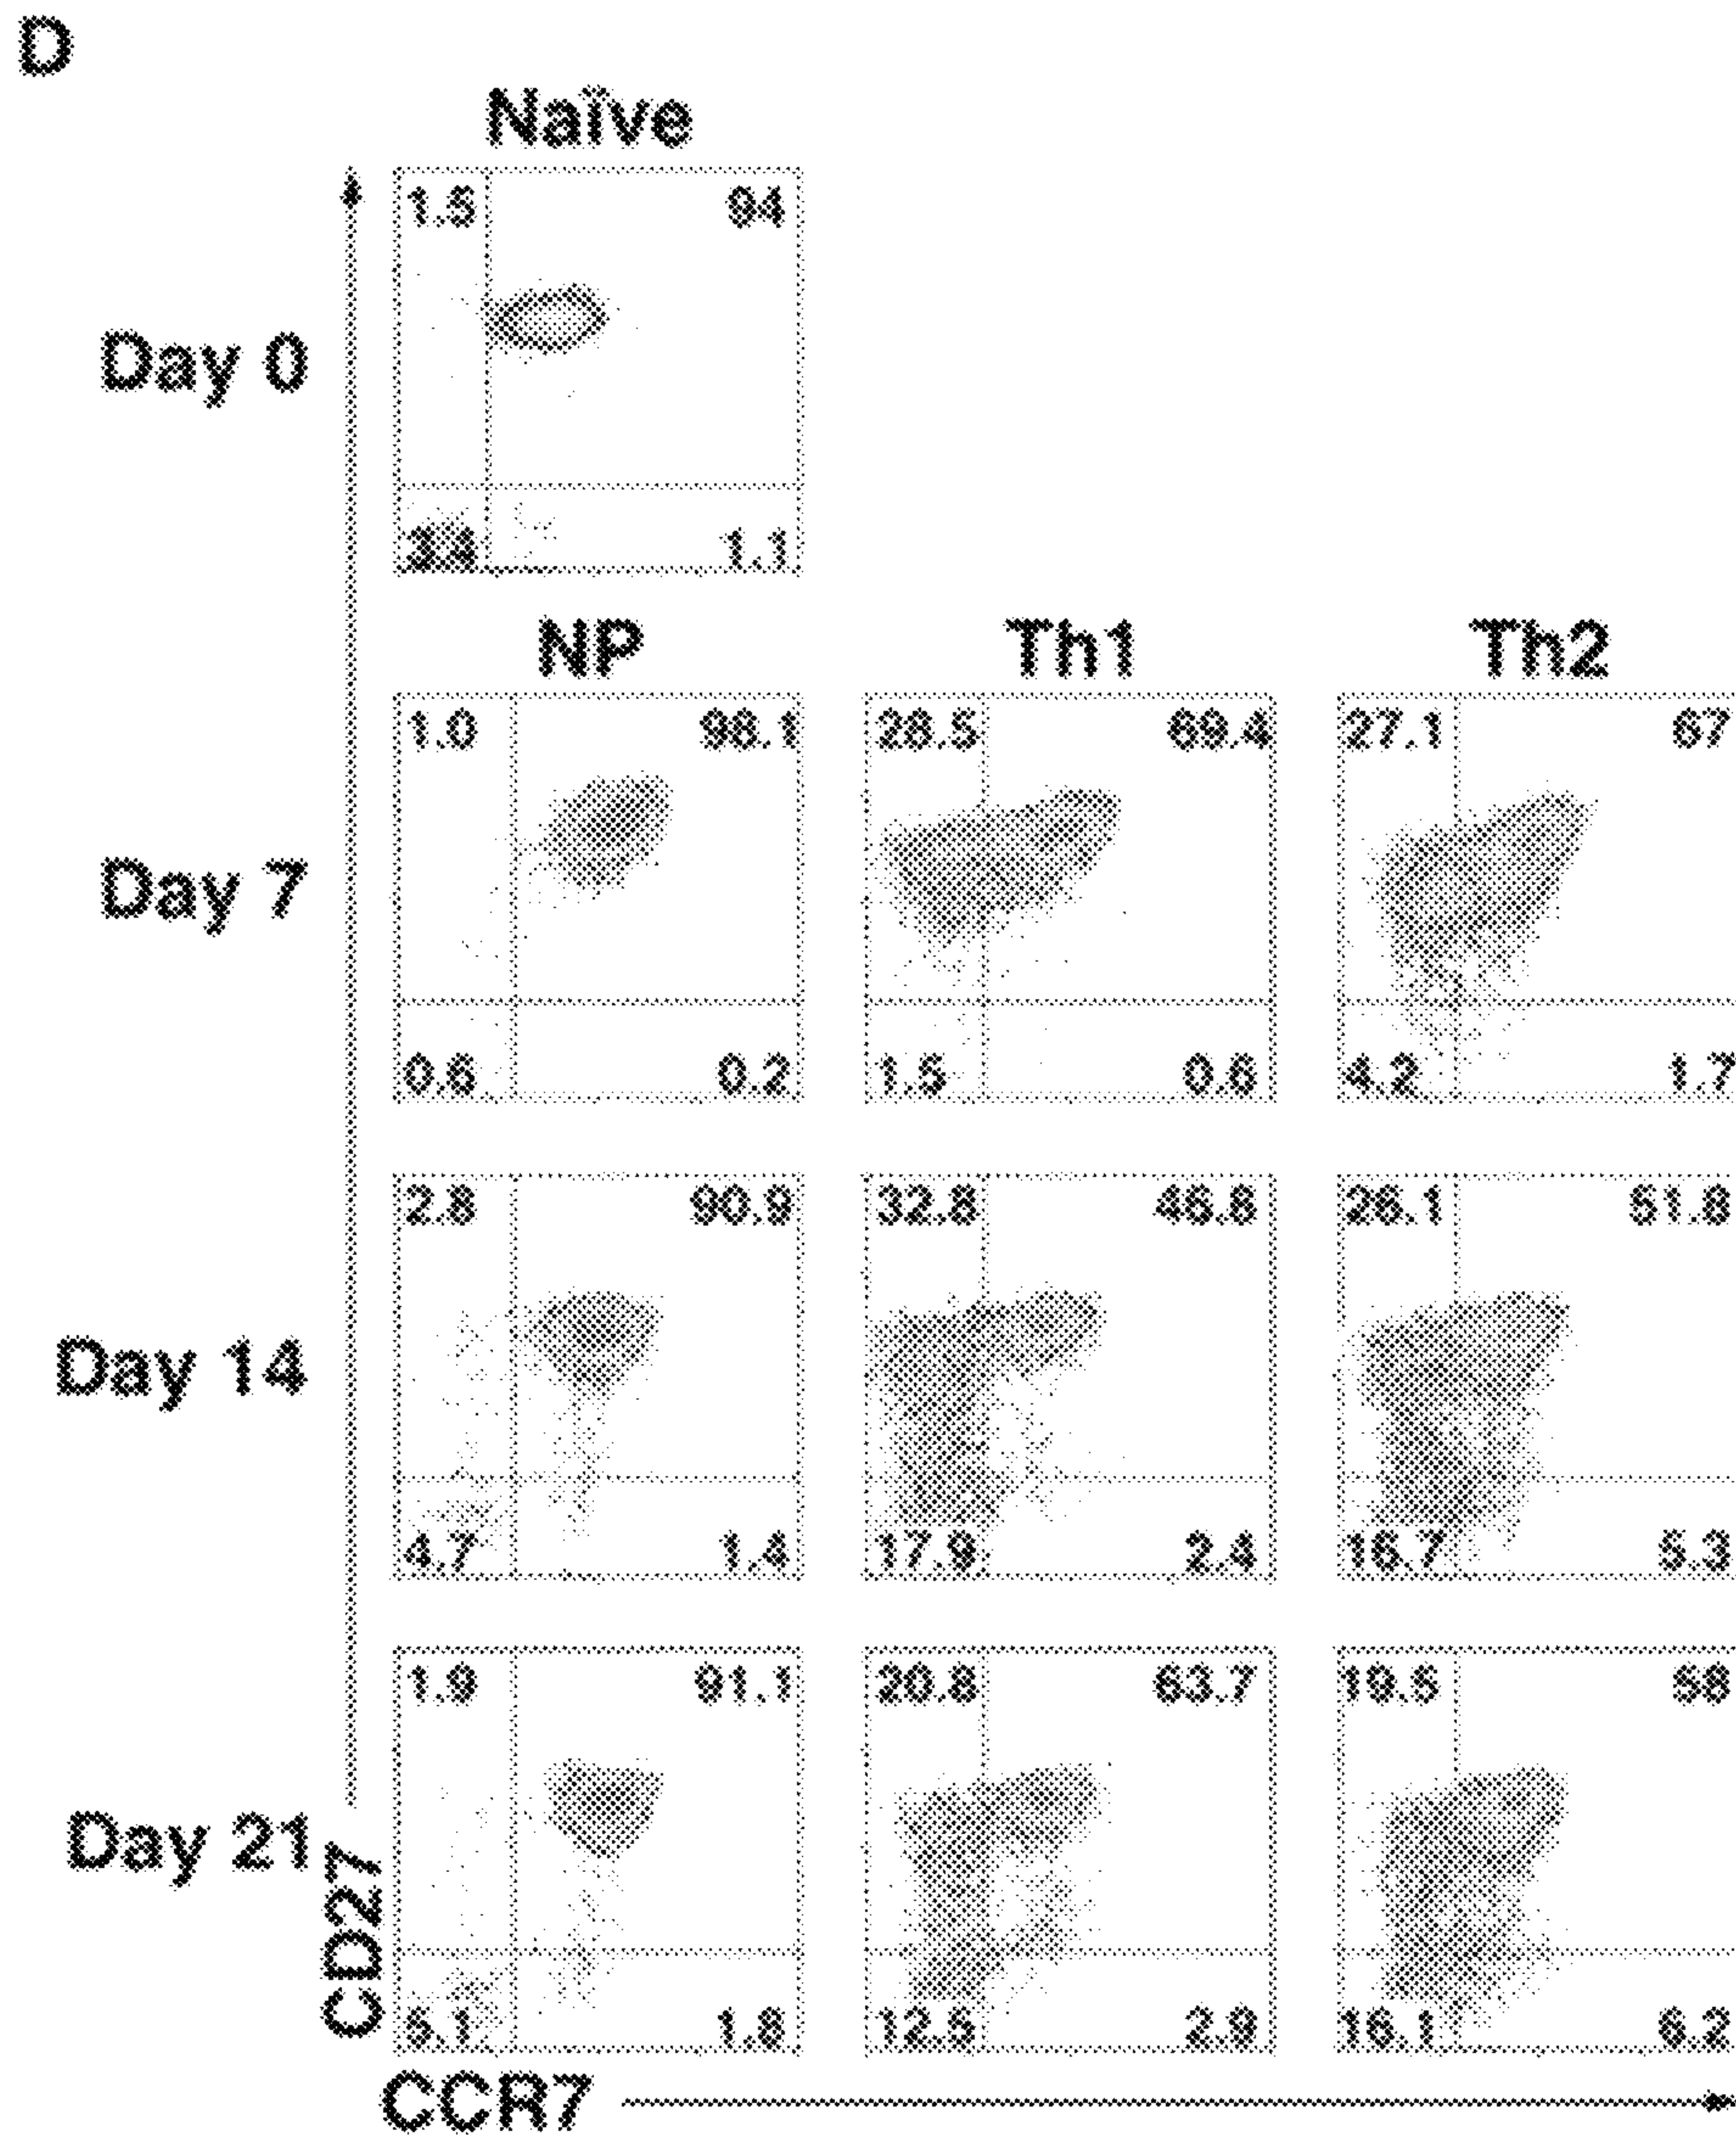 D
Naïve
1.5 94
Day 0
3.4 1.1
NP Th1 Th2
1.0 98.1 28.5 69.4 27.1 67
Day 7
0.6 0.2 1.5 0.6 4.2 1.7
2.8 90.9 32.8 46.8 26.1 51.8
Day 14
4.7 1.4 17.9 2.4 16.7 5.3
1.9 91.1 20.8 63.7 19.5 58
Day 21
CD27
5.1 1.8 12.5 2.9 16.1 6.2
CCR7